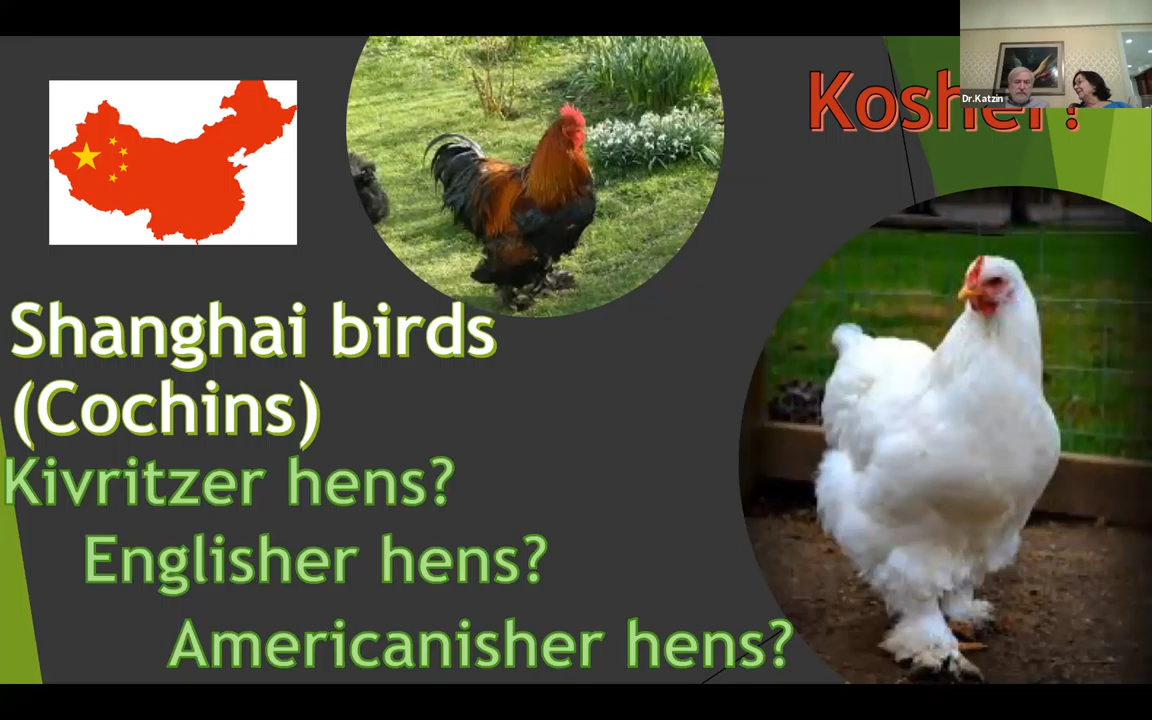 Kosher?
Dr.Katzin
Shanghai birds
(Cochins)
Kivritzer hens?
Englisher hens?
Americanisher hens?